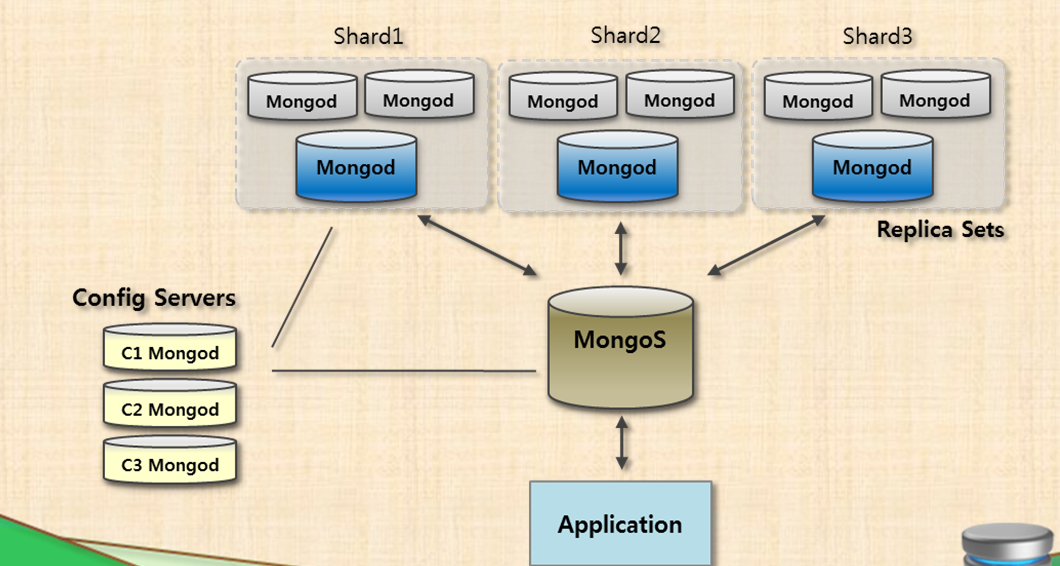 Shard1
Shard2
Shard3
Mongod
Mongod
Mongod
Mongod
Mongod
Mongod
Mongod
Mongod
Mongod
Replica Sets
Config Servers
C1 Mongod
C2 Mongod
C3 Mongod
MongoS
Application